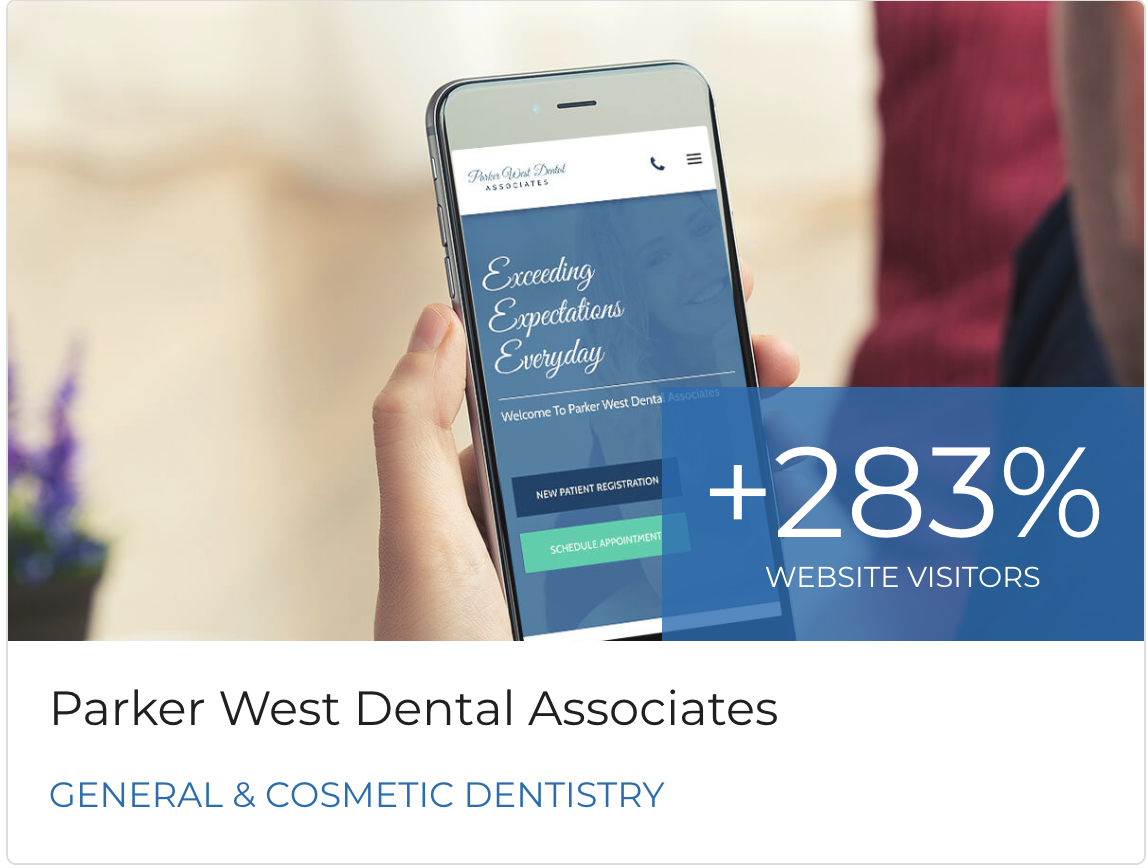 Parker West Dental
ASSOCIATES
Exceeding
Expectations
Everyday
Welcome To Parker West Dental Associates
NEW PATIENT REGISTRATION
SCHEDULE APPOINTMENT
+283%
WEBSITE VISITORS
Parker West Dental Associates
GENERAL & COSMETIC DENTISTRY